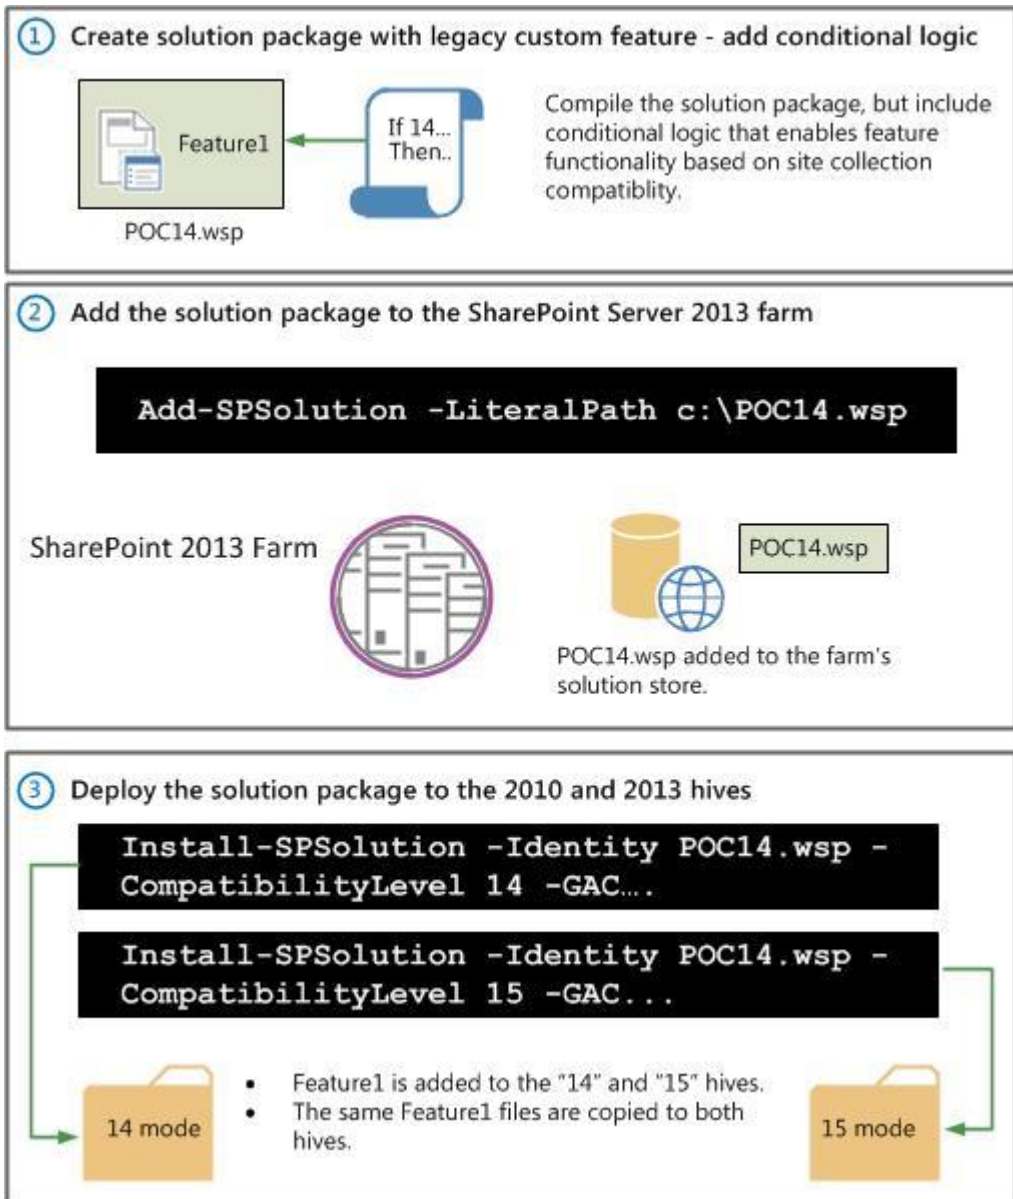 1 Create solution package with legacy custom feature - add conditional logic
Feature1
If 14...
Then..
POC14.wsp
Compile the solution package, but include
conditional logic that enables feature
functionality based on site collection
compatiblity.
2 Add the solution package to the SharePoint Server 2013 farm
Add-SPSolution -LiteralPath c:\POC14.wsp
SharePoint 2013 Farm
POC14.wsp
POC14.wsp added to the farm's
solution store.
3 Deploy the solution package to the 2010 and 2013 hives
Install-SPSolution -Identity POC14.wsp -
CompatibilityLevel 14 -GAC….
Install-SPSolution -Identity POC14.wsp -
CompatibilityLevel 15 -GAC...
14 mode
• Feature1 is added to the "14" and "15" hives.
• The same Feature1 files are copied to both
hives.
15 mode